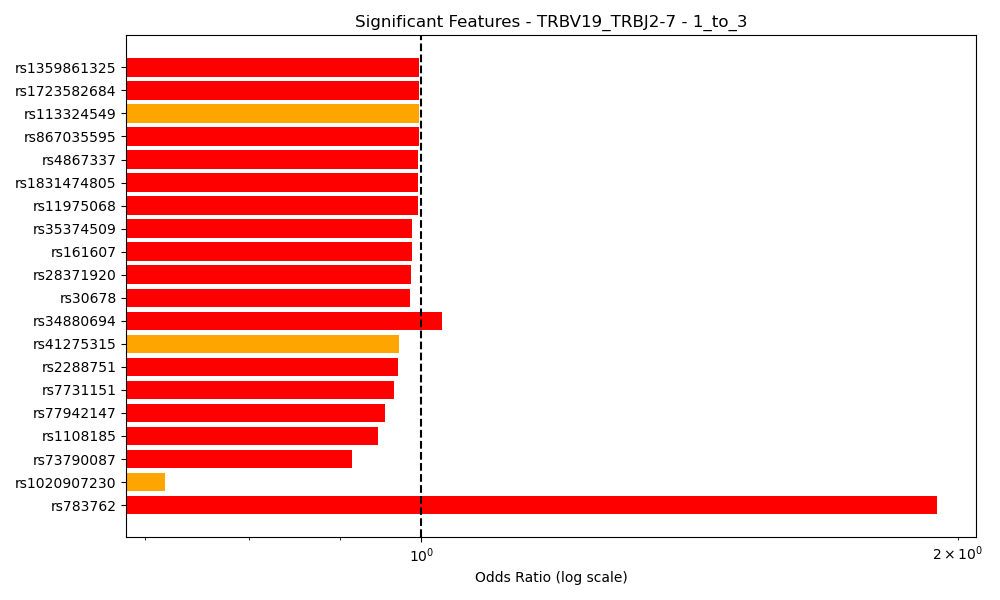 Significant Features - TRBV19_TRBJ2-7 - 1_to_3
rs1359861325
rs1723582684
rs113324549
rs867035595
rs4867337
rs1831474805
rs11975068
rs35374509
rs161607
rs28371920
rs30678
rs34880694
rs41275315
rs2288751
rs7731151
rs77942147
rs1108185
rs73790087
rs1020907230
rs783762
10⁰
2 × 10⁰
Odds Ratio (log scale)